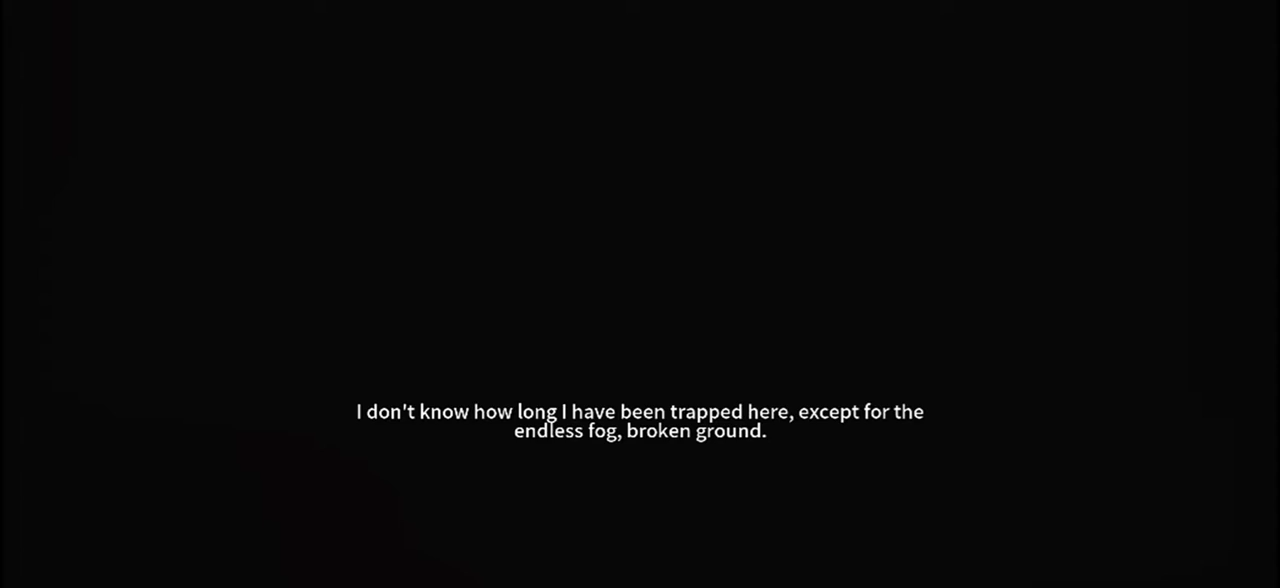 I don't know how long I have been trapped here, except for the
endless fog, broken ground.